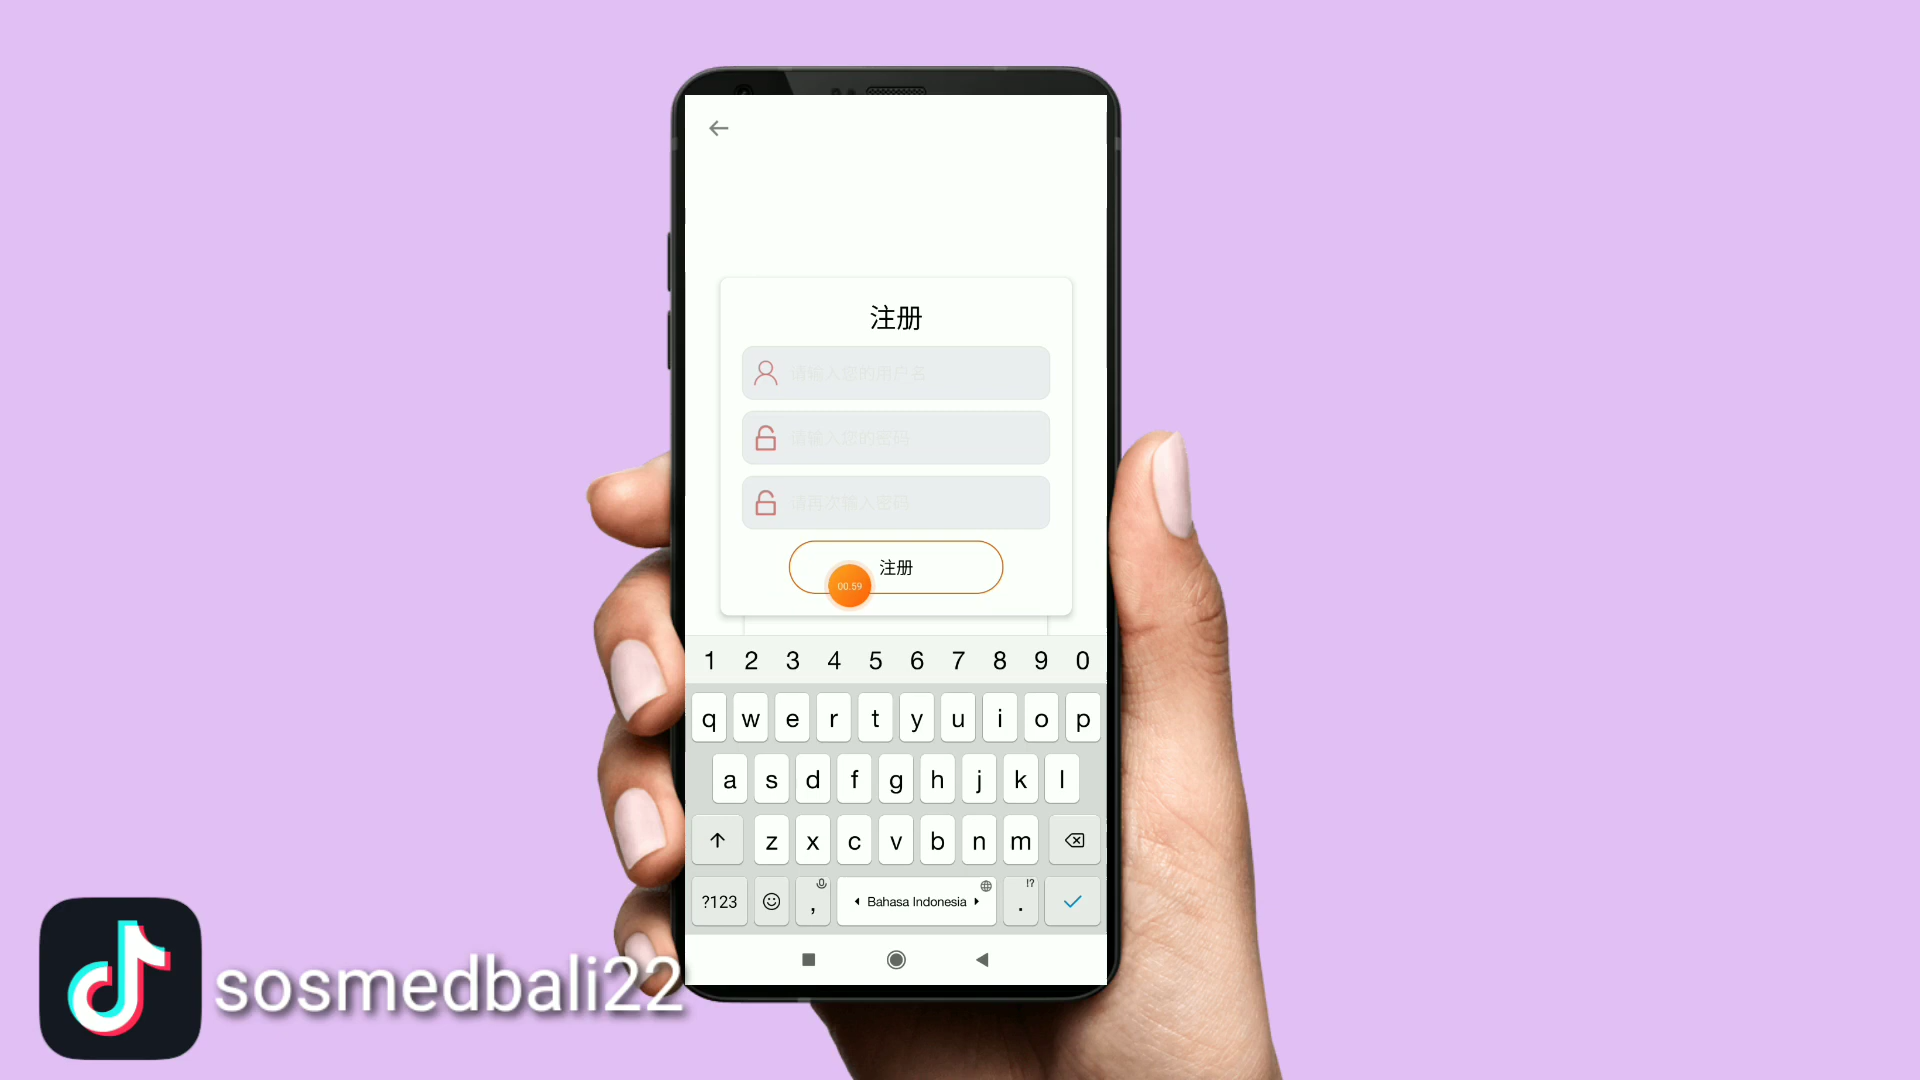 注册
请输入您的用户名
请输入您的密码
请再次输入密码
注册
00:59
1 2 3 4 5 6 7 8 9 0
q w e r t y u i o p
a s d f g h j k l
z x c v b n m
?123 , Bahasa Indonesia !? .
sosmedbali22